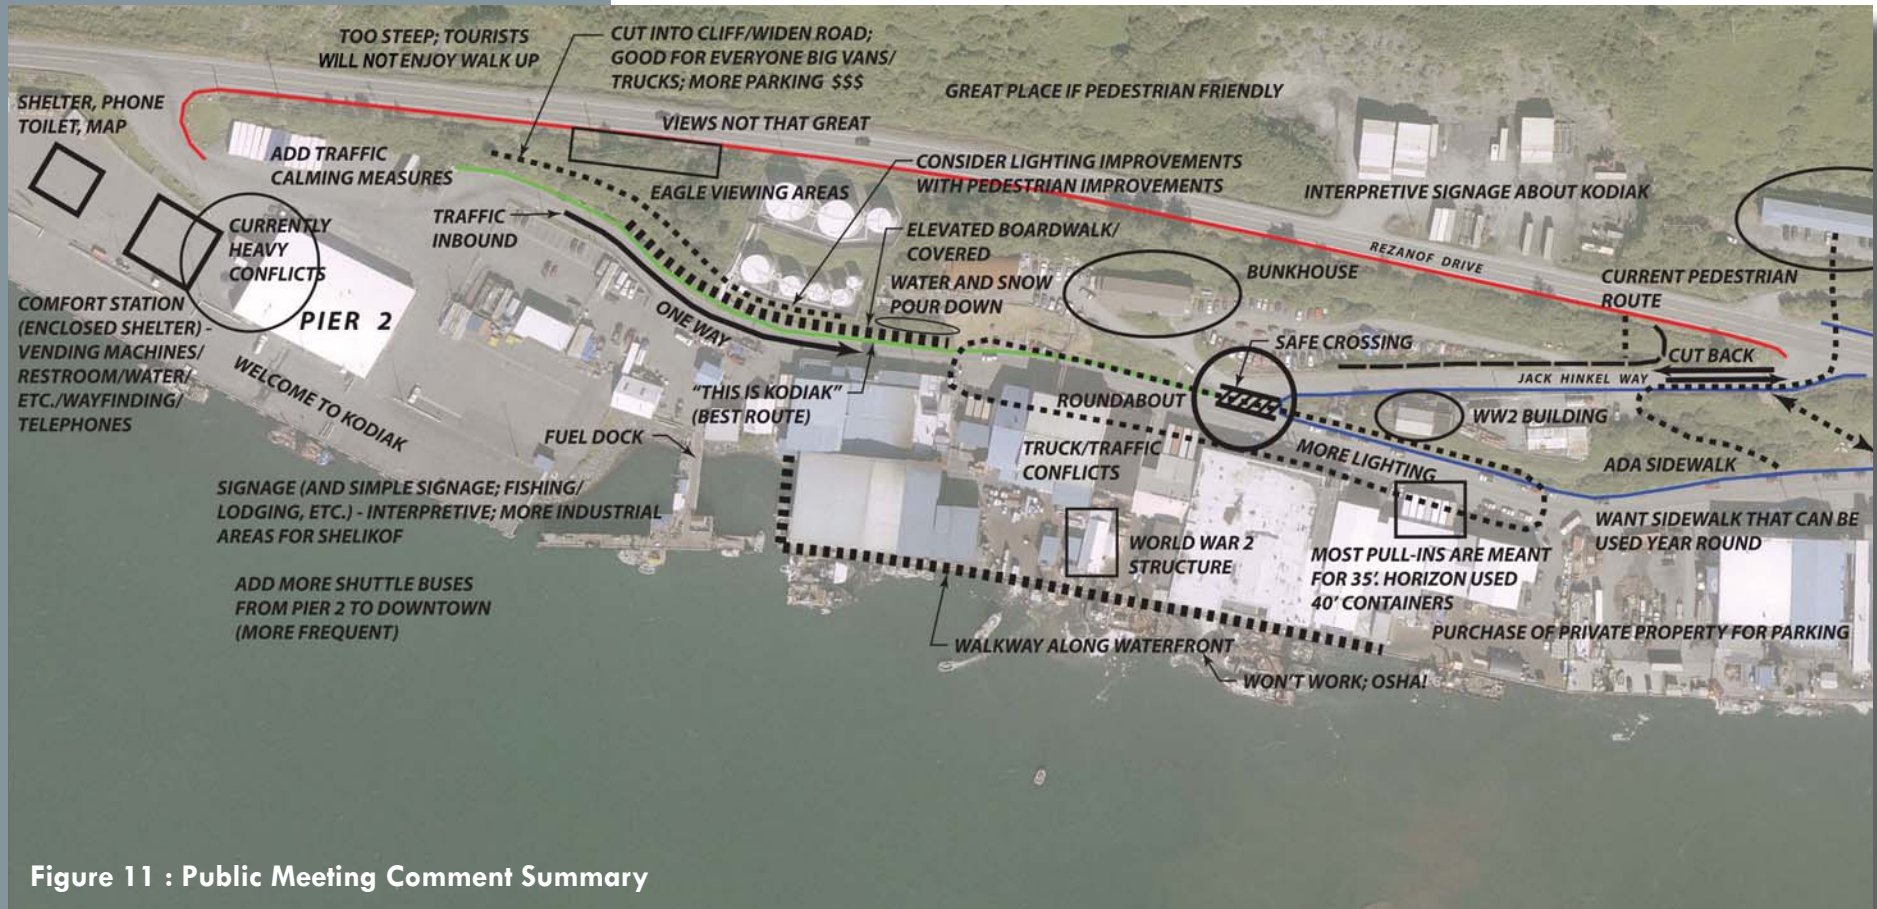 TOO STEEP; TOURISTS
WILL NOT ENJOY WALK UP
CUT INTO CLIFF/WIDEN ROAD;
GOOD FOR EVERYONE BIG VANS/
TRUCKS; MORE PARKING $$$
GREAT PLACE IF PEDESTRIAN FRIENDLY
SHELTER, PHONE
TOILET, MAP
VIEWS NOT THAT GREAT
ADD TRAFFIC
CALMING MEASURES
CONSIDER LIGHTING IMPROVEMENTS
WITH PEDESTRIAN IMPROVEMENTS
EAGLE VIEWING AREAS
INTERPRETIVE SIGNAGE ABOUT KODIAK
TRAFFIC
INBOUND
CURRENTLY
HEAVY
CONFLICTS
ELEVATED BOARDWALK/
COVERED
REZANOF DRIVE
WATER AND SNOW
POUR DOWN
BUNKHOUSE
CURRENT PEDESTRIAN
ROUTE
COMFORT STATION
(ENCLOSED SHELTER) -
VENDING MACHINES/
RESTROOM/WATER/
ETC./WAYFINDING/
TELEPHONES
PIER 2
ONE WAY
SAFE CROSSING
CUT BACK
JACK HINKEL WAY
WELCOME TO KODIAK
"THIS IS KODIAK"
(BEST ROUTE)
ROUNDABOUT
WW2 BUILDING
FUEL DOCK
TRUCK/TRAFFIC
CONFLICTS
MORE LIGHTING
ADA SIDEWALK
SIGNAGE (AND SIMPLE SIGNAGE; FISHING/
LODGING, ETC.) - INTERPRETIVE; MORE INDUSTRIAL
AREAS FOR SHELIKOF
WANT SIDEWALK THAT CAN BE
USED YEAR ROUND
WORLD WAR 2
STRUCTURE
MOST PULL-INS ARE MEANT
FOR 35'. HORIZON USED
40' CONTAINERS
ADD MORE SHUTTLE BUSES
FROM PIER 2 TO DOWNTOWN
(MORE FREQUENT)
PURCHASE OF PRIVATE PROPERTY FOR PARKING
WALKWAY ALONG WATERFRONT
WON'T WORK; OSHA!
Figure 11 : Public Meeting Comment Summary